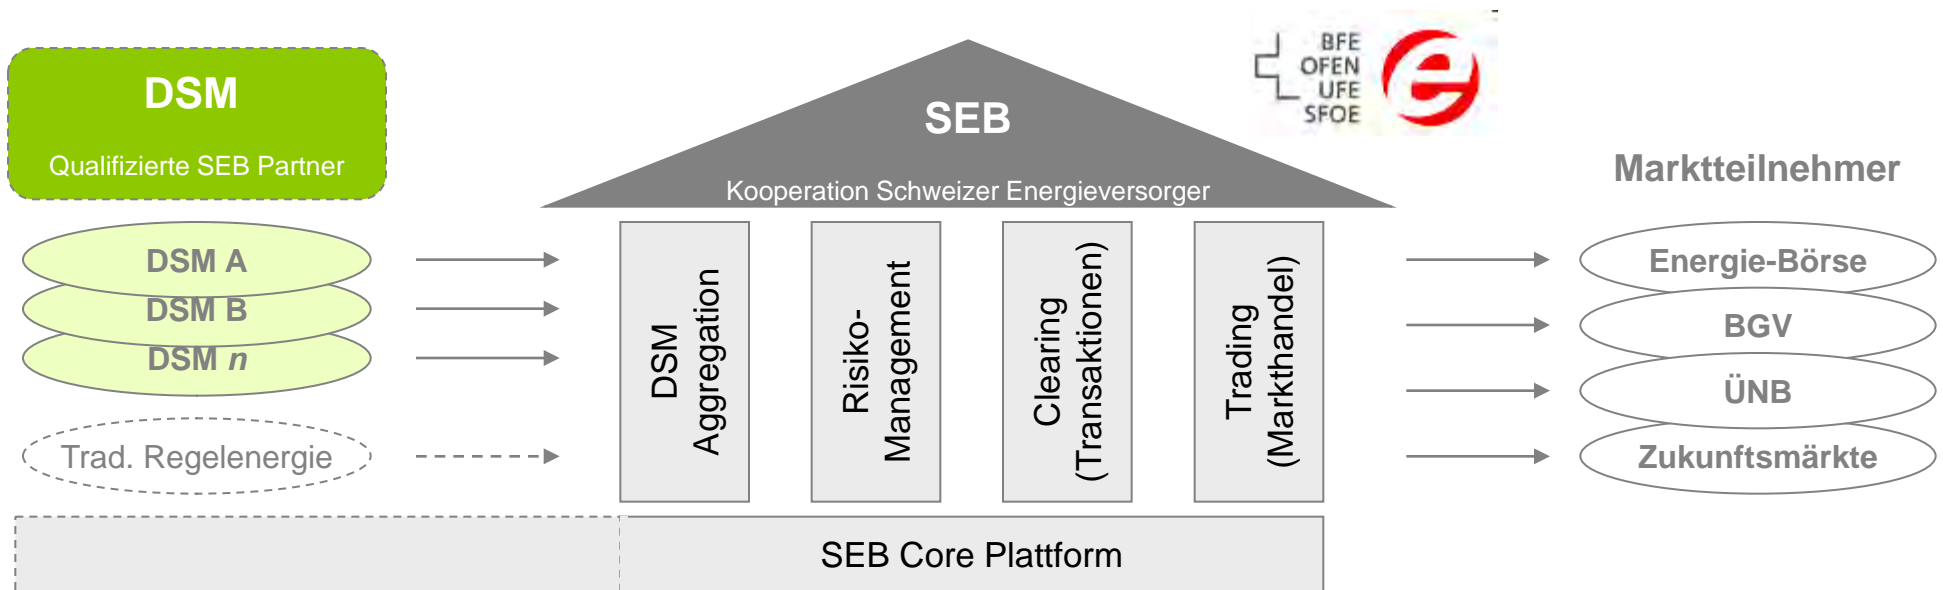 DSM
Qualifizierte SEB Partner
DSM A
DSM B
DSM n
Trad. Regelenergie
SEB
Kooperation Schweizer Energieversorger
DSM
Aggregation
Risiko-
Management
Clearing
(Transaktionen)
Trading
(Markthandel)
SEB Core Plattform
BFE
OFEN
UFE
SFOE
e
Marktteilnehmer
Energie-Börse
BGV
ÜNB
Zukunftsmärkte